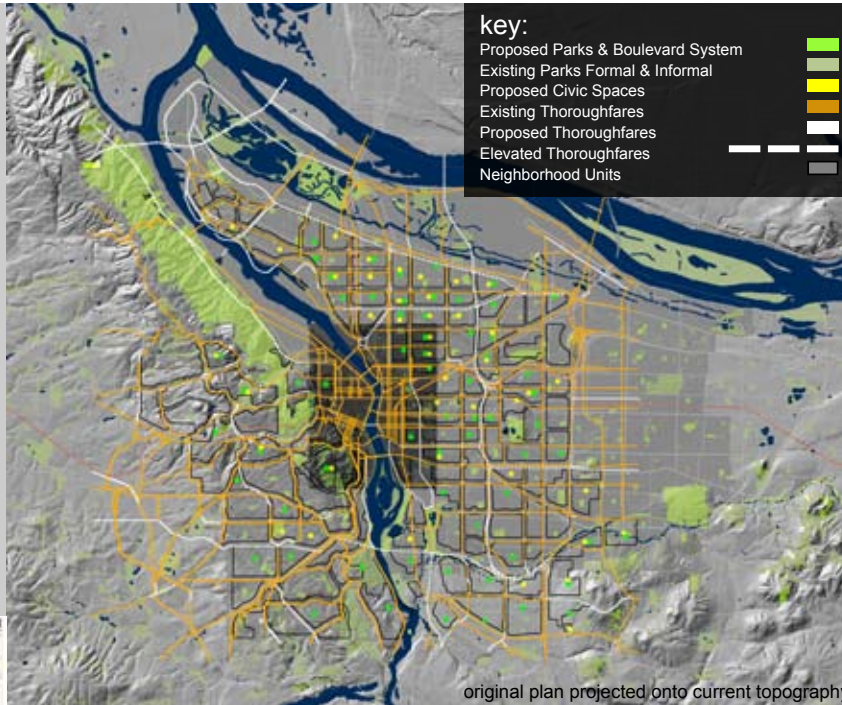 key:
Proposed Parks & Boulevard System
Existing Parks Formal & Informal
Proposed Civic Spaces
Existing Thoroughfares
Proposed Thoroughfares
Elevated Thoroughfares
Neighborhood Units
original plan projected onto current topography